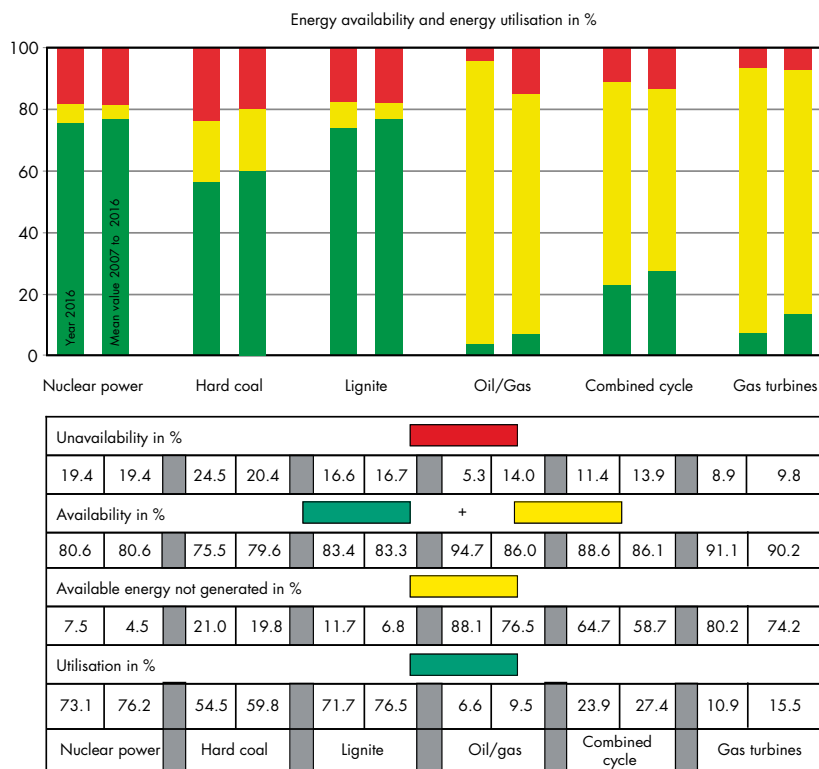 Energy availability and energy utilisation in %
100
80
60
40
20
0
Year 2016
Mean value 2007 to 2016
Nuclear power Hard coal Lignite Oil/Gas Combined cycle Gas turbines
Unavailability in %
19.4 19.4 24.5 20.4 16.6 16.7 5.3 14.0 11.4 13.9 8.9 9.8
Availability in % +
80.6 80.6 75.5 79.6 83.4 83.3 94.7 86.0 88.6 86.1 91.1 90.2
Available energy not generated in %
7.5 4.5 21.0 19.8 11.7 6.8 88.1 76.5 64.7 58.7 80.2 74.2
Utilisation in %
73.1 76.2 54.5 59.8 71.7 76.5 6.6 9.5 23.9 27.4 10.9 15.5
Nuclear power Hard coal Lignite Oil/gas Combined Gas turbines
cycle